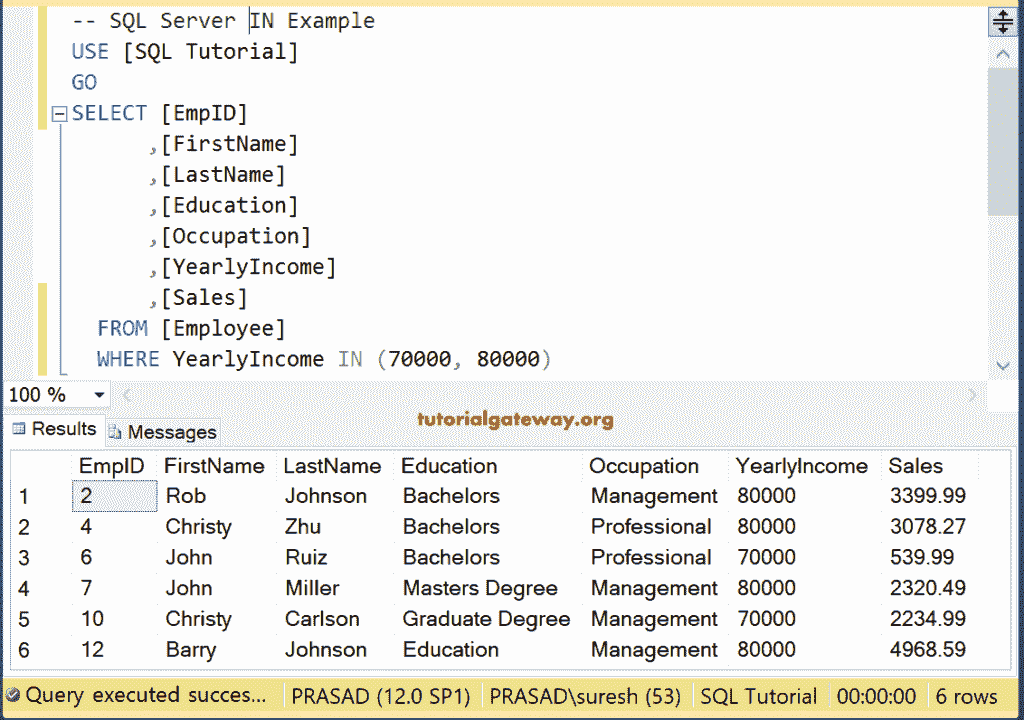 -- SQL Server IN Example
USE [SQL Tutorial]
GO
SELECT [EmpID]
,[FirstName]
,[LastName]
,[Education]
,[Occupation]
,[YearlyIncome]
,[Sales]
FROM [Employee]
WHERE YearlyIncome IN (70000, 80000)
100 %
tutorialgateway.org
Results Messages
EmpID FirstName LastName Education Occupation YearlyIncome Sales
1 2 Rob Johnson Bachelors Management 80000 3399.99
2 4 Christy Zhu Bachelors Professional 80000 3078.27
3 6 John Ruiz Bachelors Professional 70000 539.99
4 7 John Miller Masters Degree Management 80000 2320.49
5 10 Christy Carlson Graduate Degree Management 70000 2234.99
6 12 Barry Johnson Education Management 80000 4968.59
Query executed succes... PRASAD (12.0 SP1) PRASAD\suresh (53) SQL Tutorial 00:00:00 6 rows